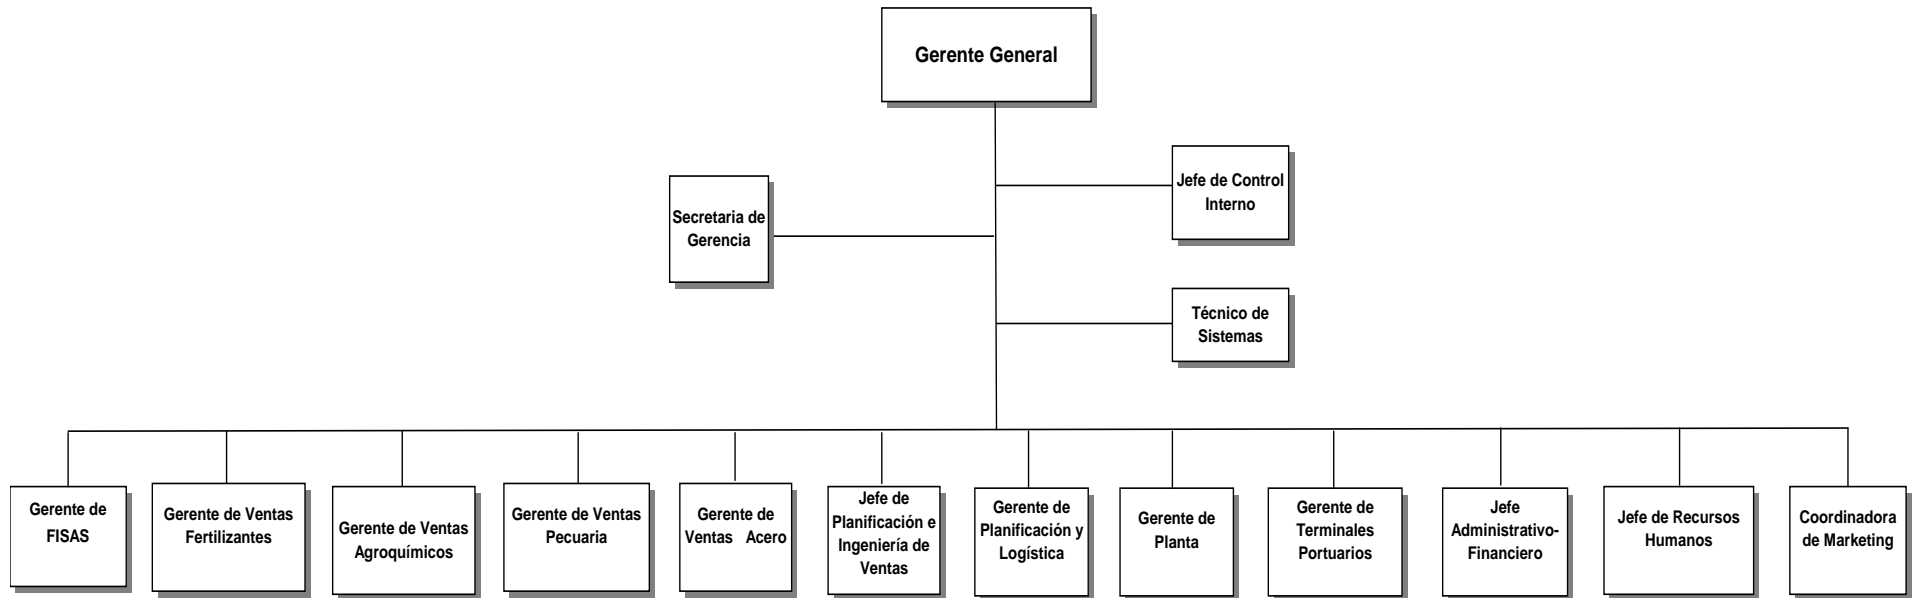 Gerente General
Jefe de Control
Interno
Secretaria de
Gerencia
Técnico de
Sistemas
Gerente de
FISAS
Gerente de Ventas
Fertilizantes
Gerente de Ventas
Agroquímicos
Gerente de Ventas
Pecuaria
Gerente de
Ventas Acero
Jefe de
Planificación e
Ingeniería de
Ventas
Gerente de
Planificación y
Logística
Gerente de
Planta
Gerente de
Terminales
Portuarios
Jefe
Administrativo-
Financiero
Jefe de Recursos
Humanos
Coordinadora
de Marketing